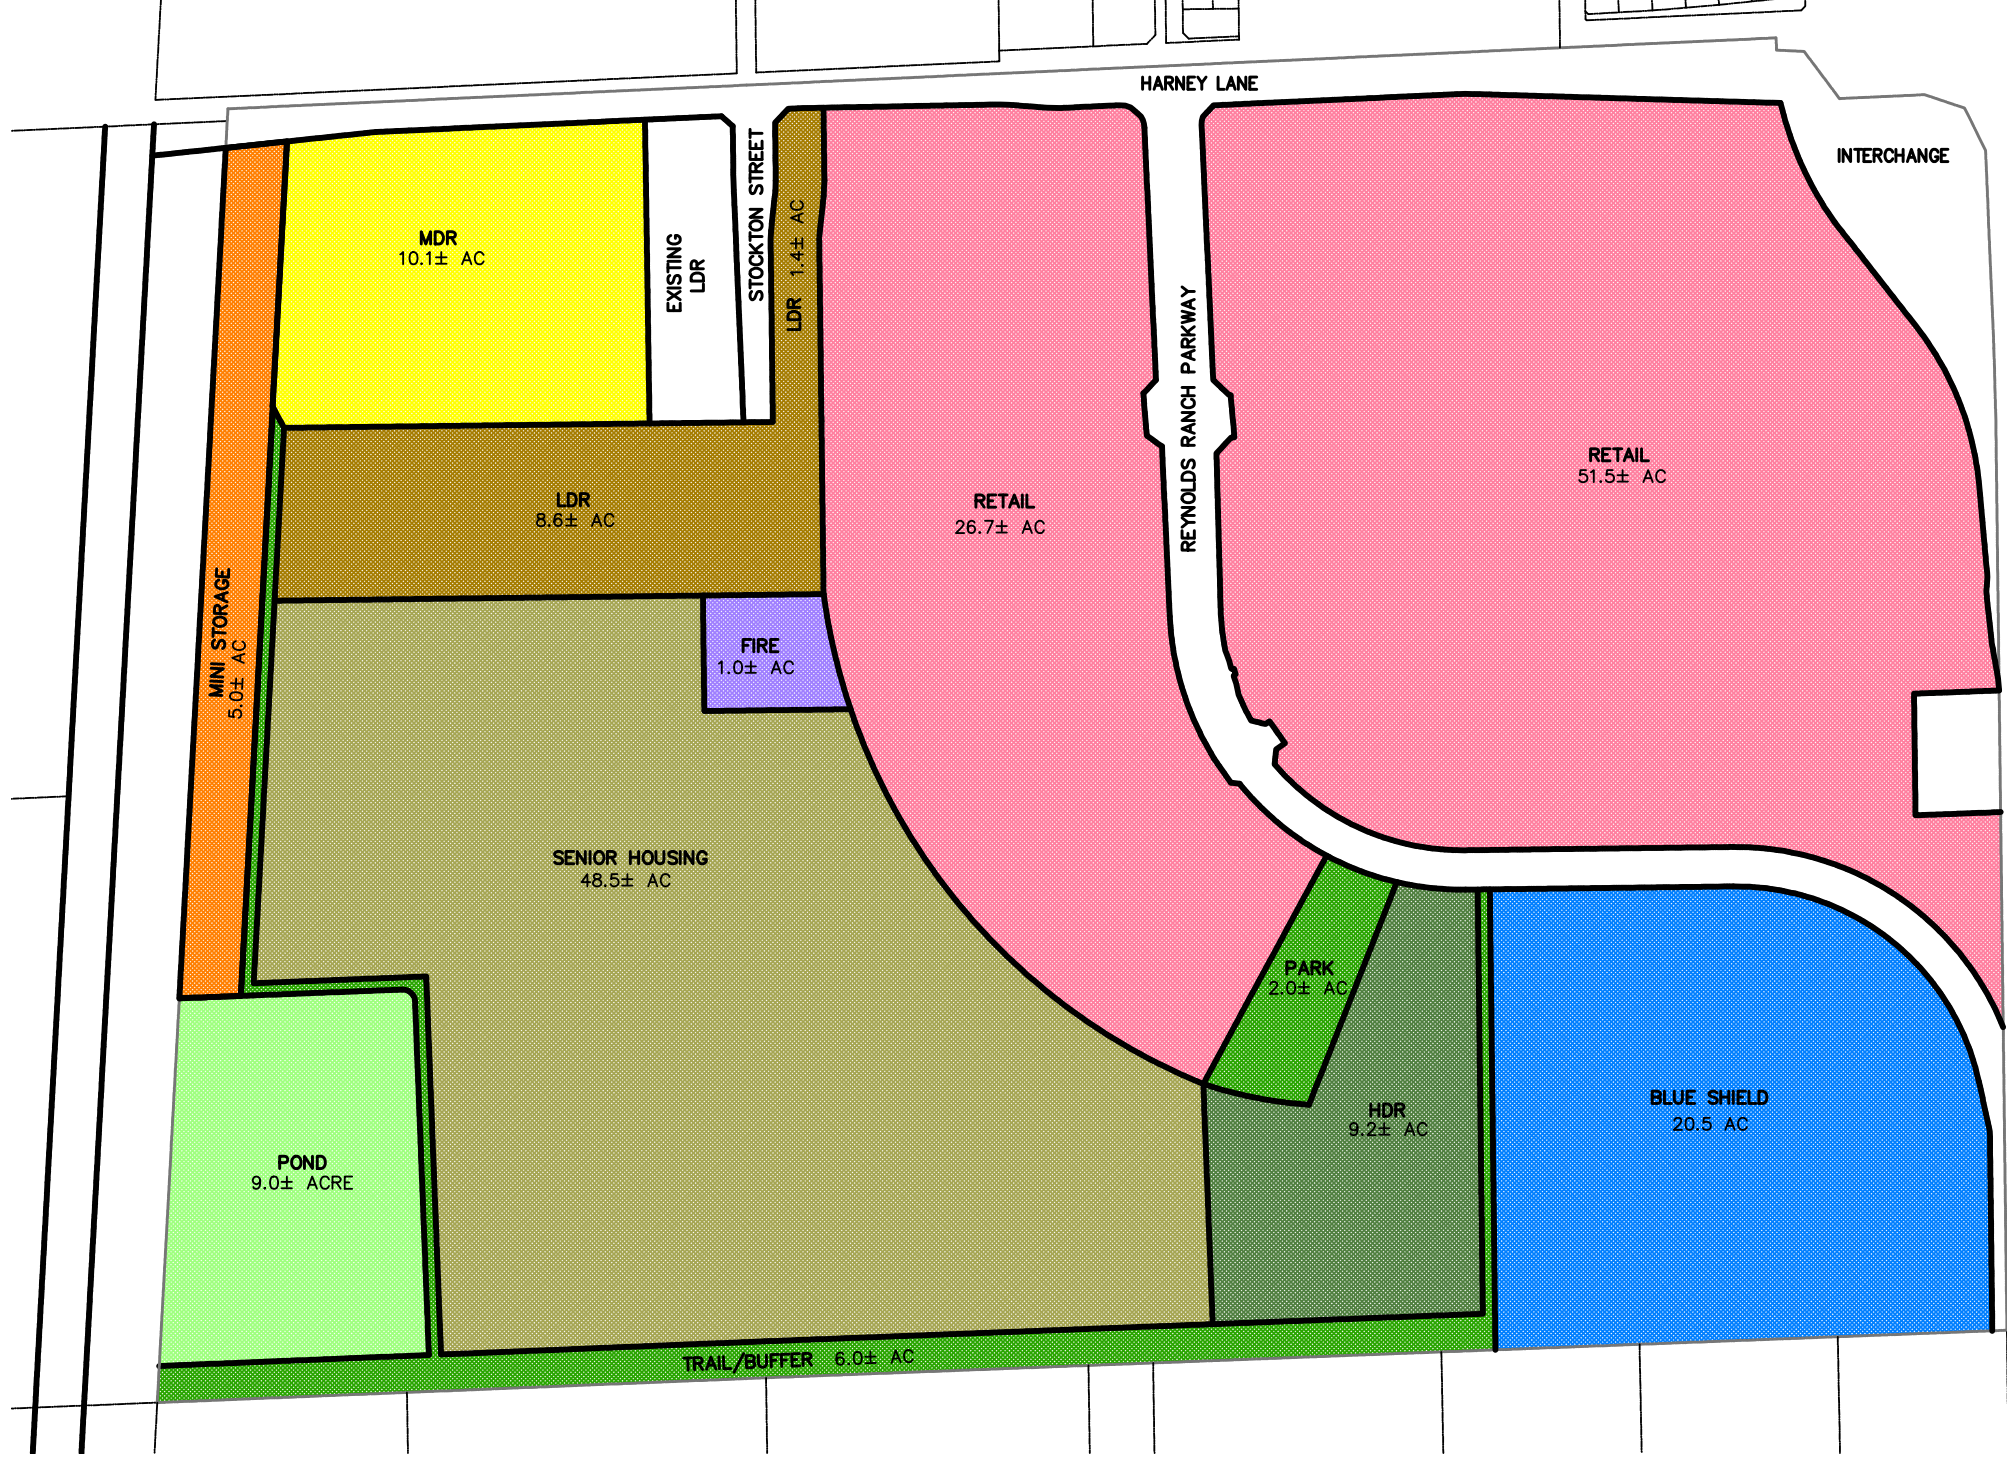 HARNEY LANE
INTERCHANGE
STOCKTON STREET
MDR
10.1± AC
EXISTING
LDR
LDR 1.4± AC
REYNOLDS RANCH PARKWAY
RETAIL
51.5± AC
LDR
8.6± AC
RETAIL
26.7± AC
MINI STORAGE
5.0± AC
FIRE
1.0± AC
SENIOR HOUSING
48.5± AC
PARK
2.0± AC
BLUE SHIELD
20.5 AC
HDR
9.2± AC
POND
9.0± ACRE
TRAIL/BUFFER 6.0± AC